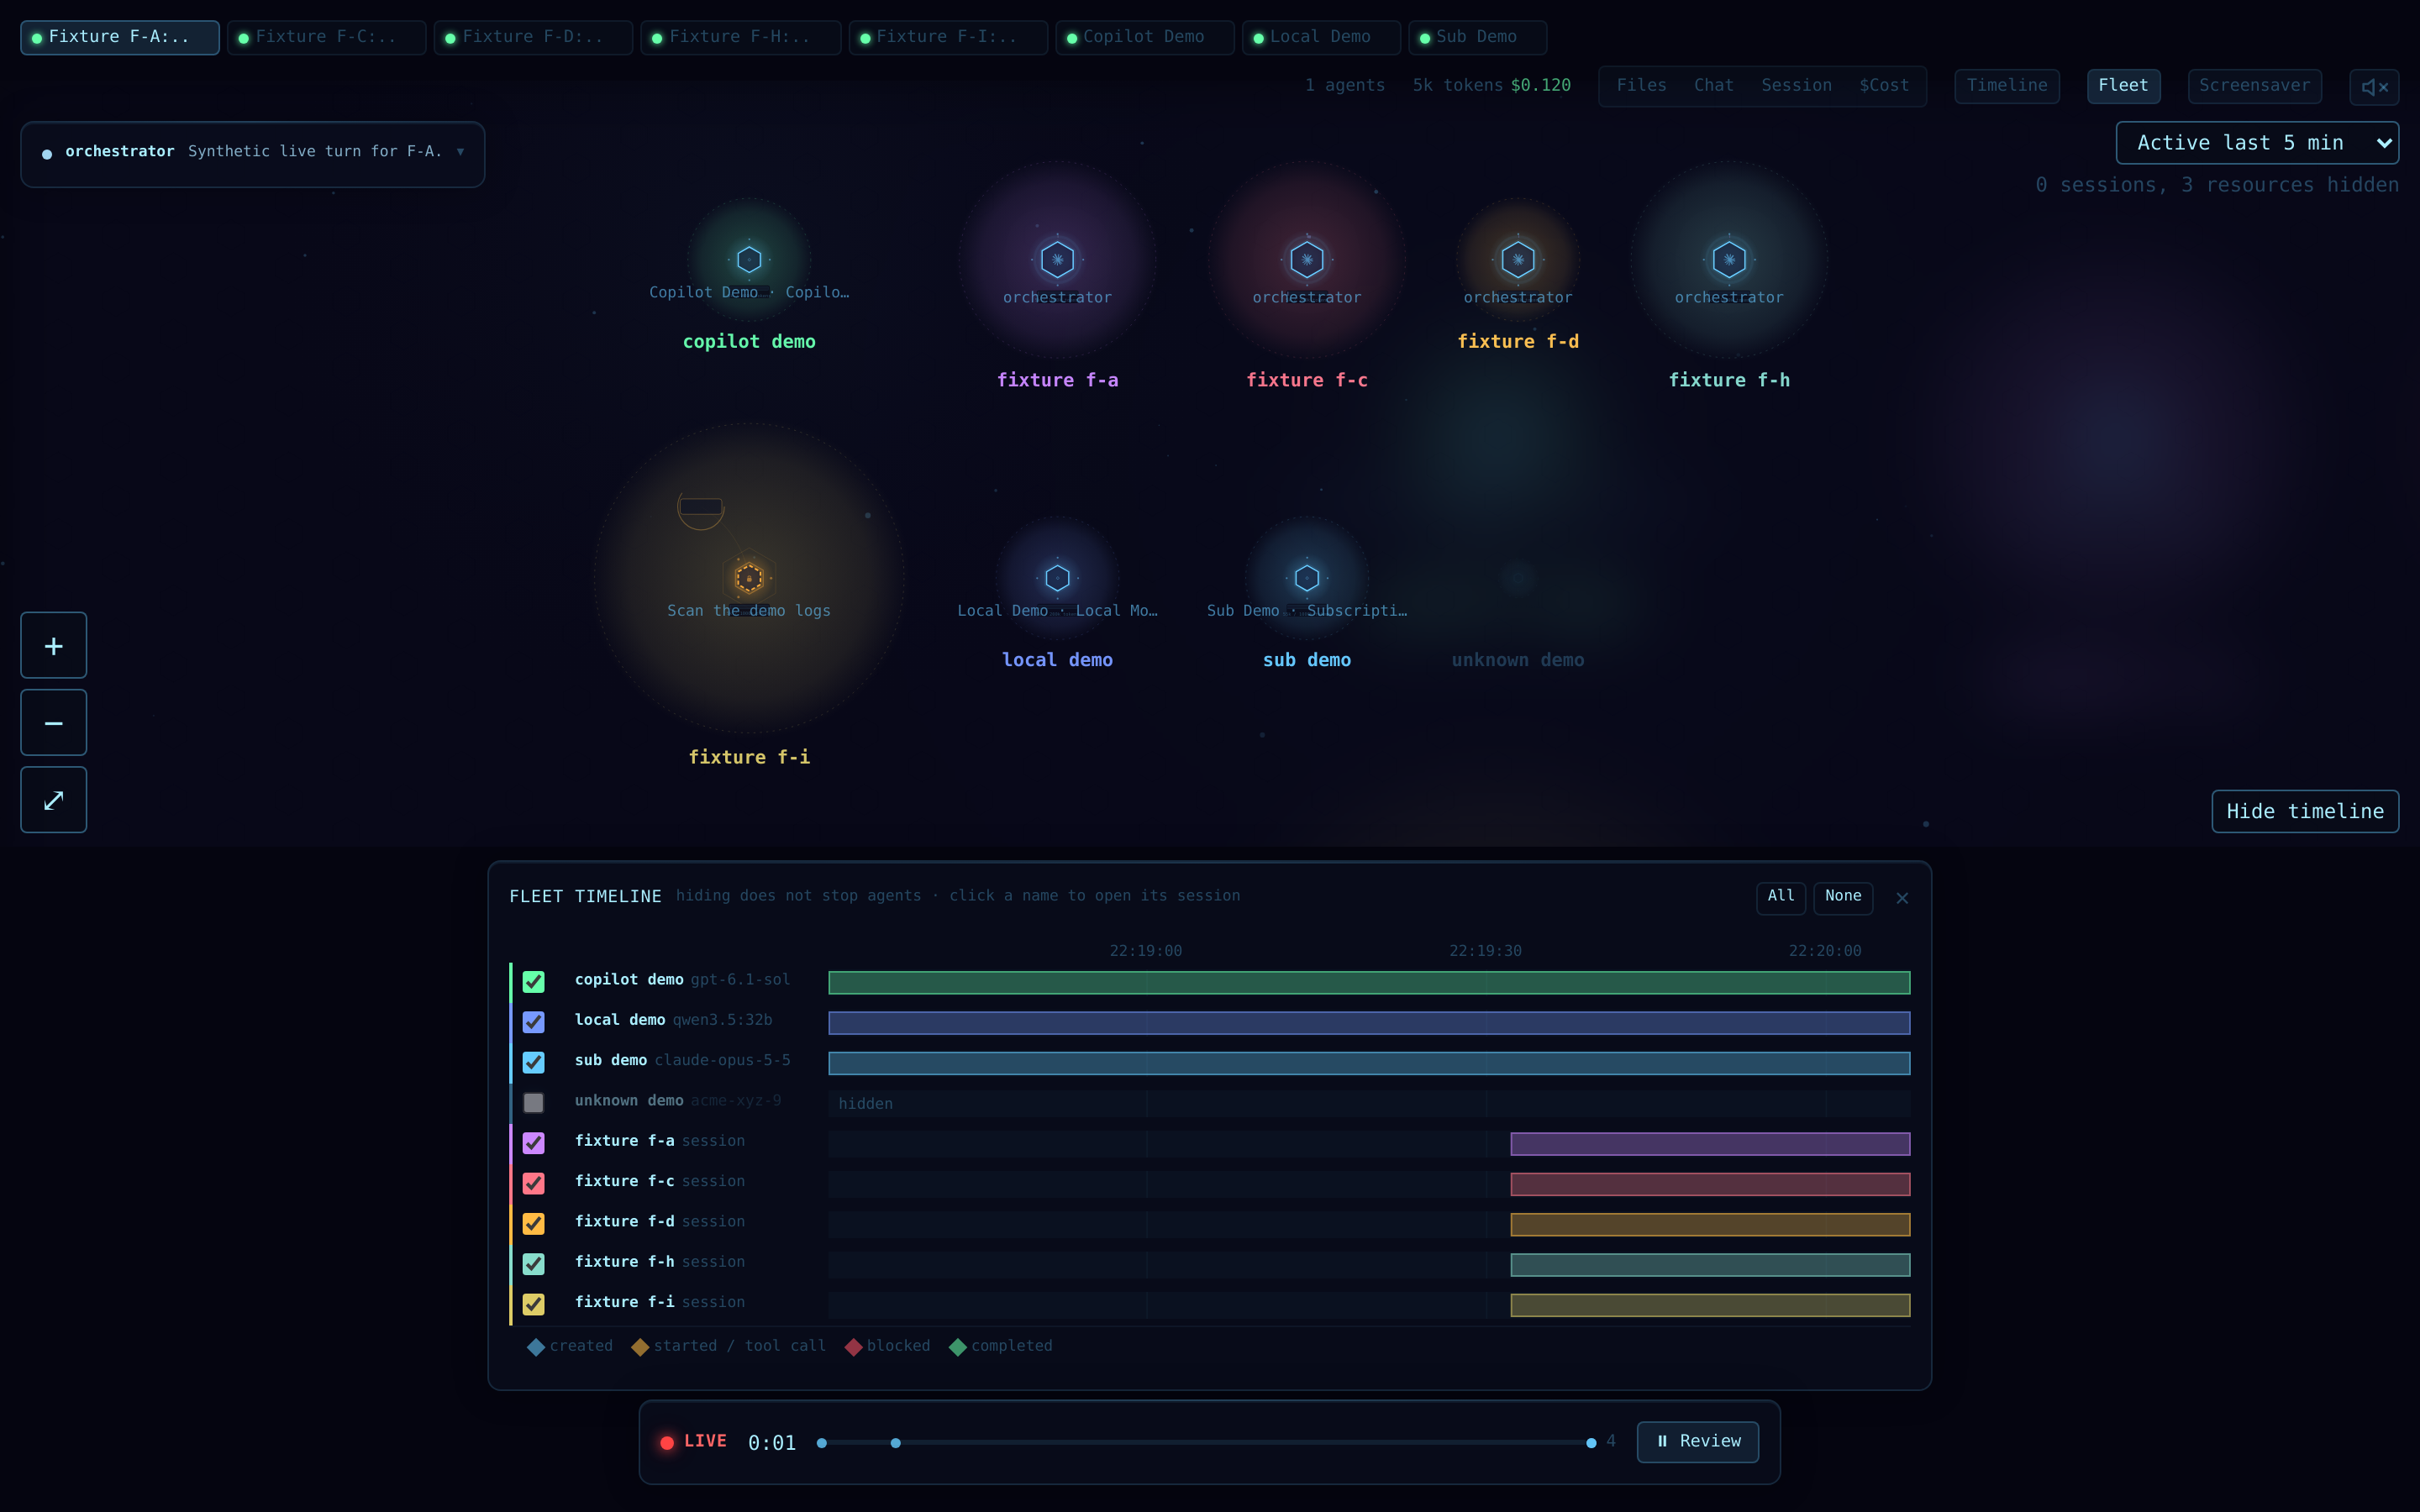 Fixture F-A:..
Fixture F-C:..
Fixture F-D:..
Fixture F-H:..
Fixture F-I:..
Copilot Demo
Local Demo
Sub Demo
1 agents 5k tokens $0.120
Files Chat Session $Cost
Timeline
Fleet
Screensaver
orchestrator Synthetic live turn for F-A. ▼
Active last 5 min
0 sessions, 3 resources hidden
Copilot Demo · Copilo…
orchestrator
orchestrator
orchestrator
orchestrator
copilot demo
fixture f-a
fixture f-c
fixture f-d
fixture f-h
Scan the demo logs
Local Demo · Local Mo…
Sub Demo · Subscripti…
local demo
sub demo
unknown demo
fixture f-i
+
−
Hide timeline
FLEET TIMELINE hiding does not stop agents · click a name to open its session
All
None
×
22:19:00 22:19:30 22:20:00
copilot demo gpt-6.1-sol
local demo qwen3.5:32b
sub demo claude-opus-5-5
unknown demo acme-xyz-9 hidden
fixture f-a session
fixture f-c session
fixture f-d session
fixture f-h session
fixture f-i session
created started / tool call blocked completed
LIVE 0:01 4 Review